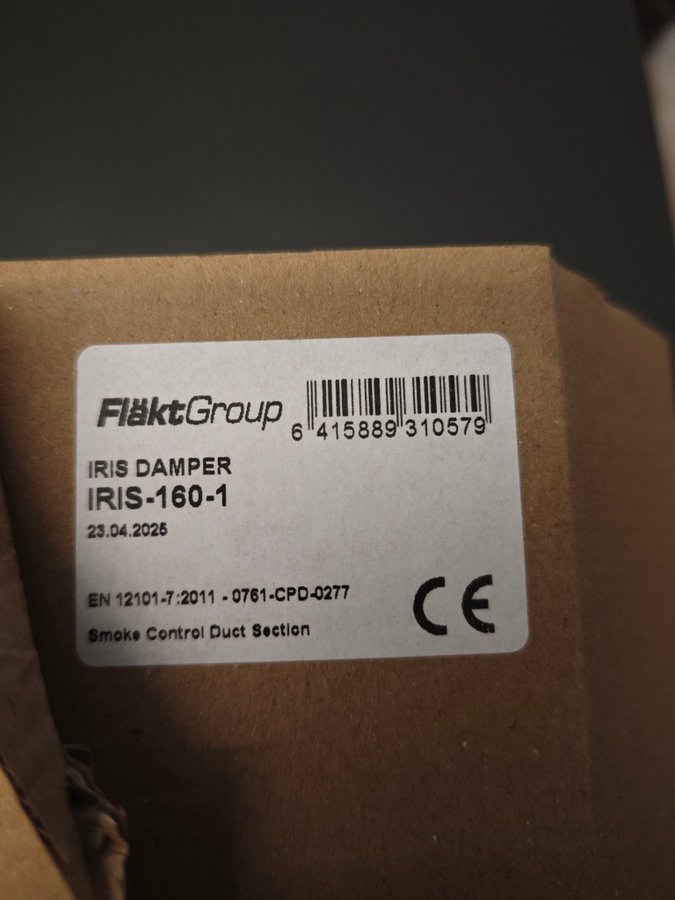 FläktGroup
6 415889 310579
IRIS DAMPER
IRIS-160-1
23.04.2025
EN 12101-7:2011 - 0761-CPD-0277
Smoke Control Duct Section
CE